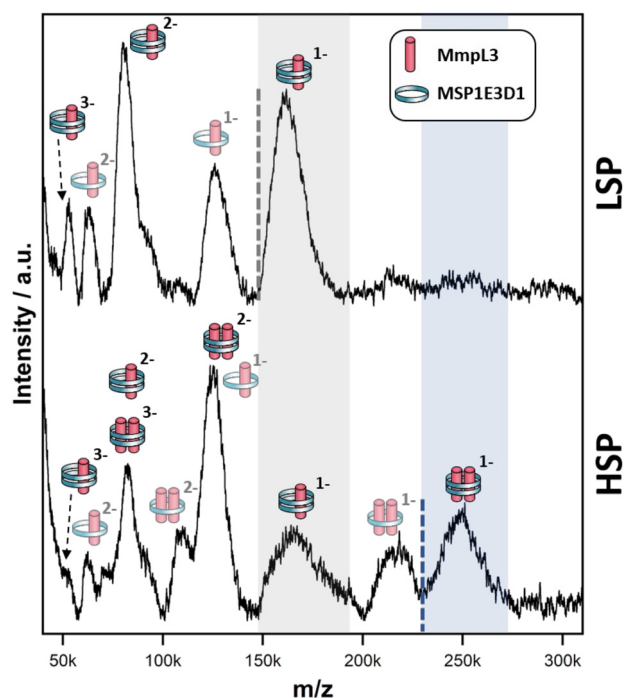 2-
1-
MmpL3
MSP1E3D1
3-
2-
1-
LSP
Intensity / a.u.
2-
1-
2-
3-
3-
2-
2-
1-
1-
1-
HSP
50k 100k 150k 200k 250k 300k
m/z